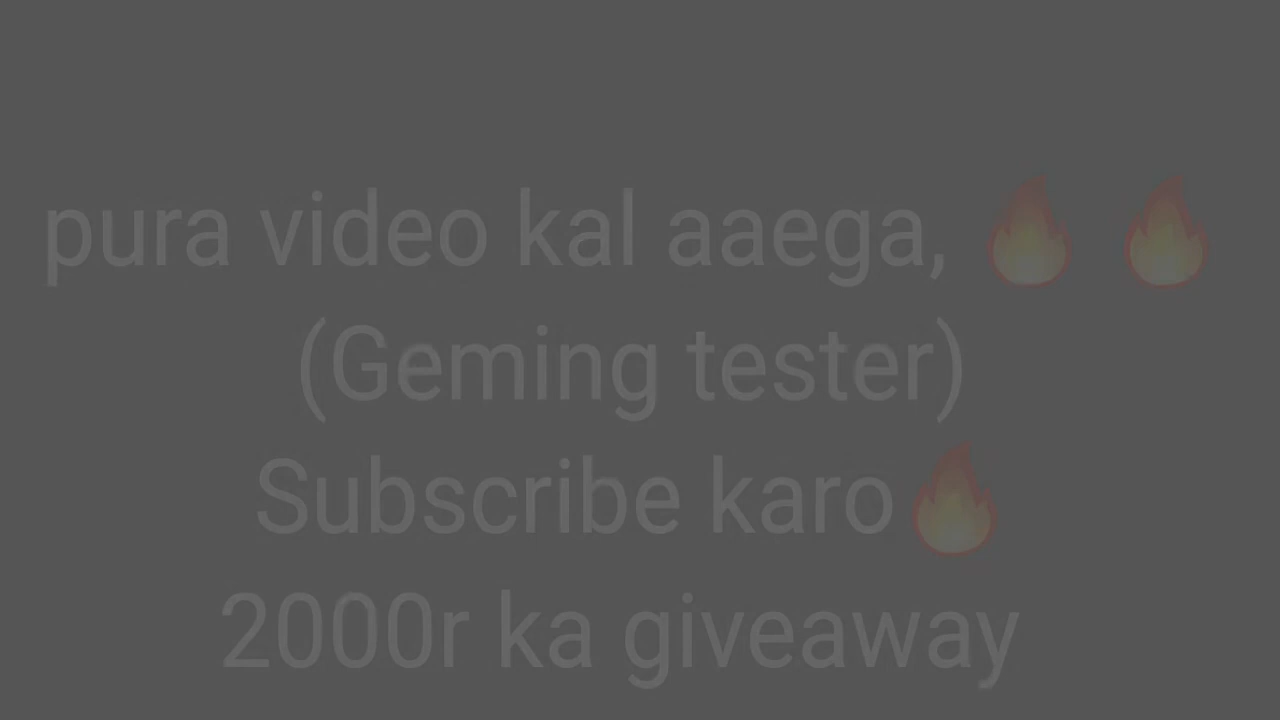 pura video kal aaega, 🔥 🔥
(Geming tester)
Subscribe karo🔥
2000r ka giveaway